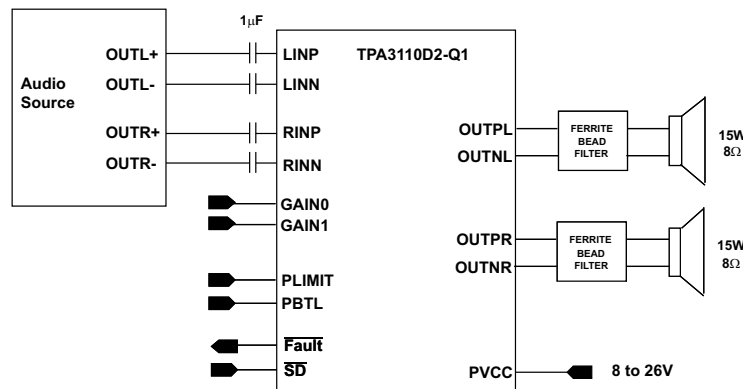 1μF
TPA3110D2-Q1
Audio
Source
OUTL+
OUTL-
OUTR+
OUTR-
LINP
LINN
RINP
RINN
GAIN0
GAIN1
PLIMIT
PBTL
Fault
SD
OUTPL
OUTNL
FERRITE
BEAD
FILTER
15W
8Ω
OUTPR
OUTNR
FERRITE
BEAD
FILTER
15W
8Ω
PVCC
8 to 26V